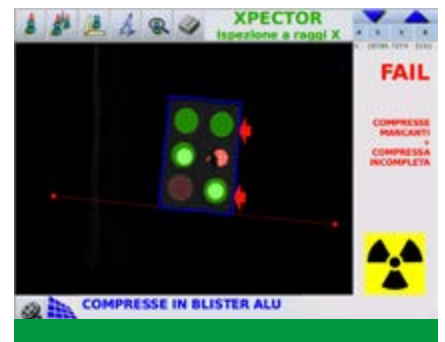 XPECTOR
Ispezione a raggi X
FAIL
COMPRESSE
MANCANTI
+
COMPRESSA
INCOMPLETA
COMPRESSE IN BLISTER ALU